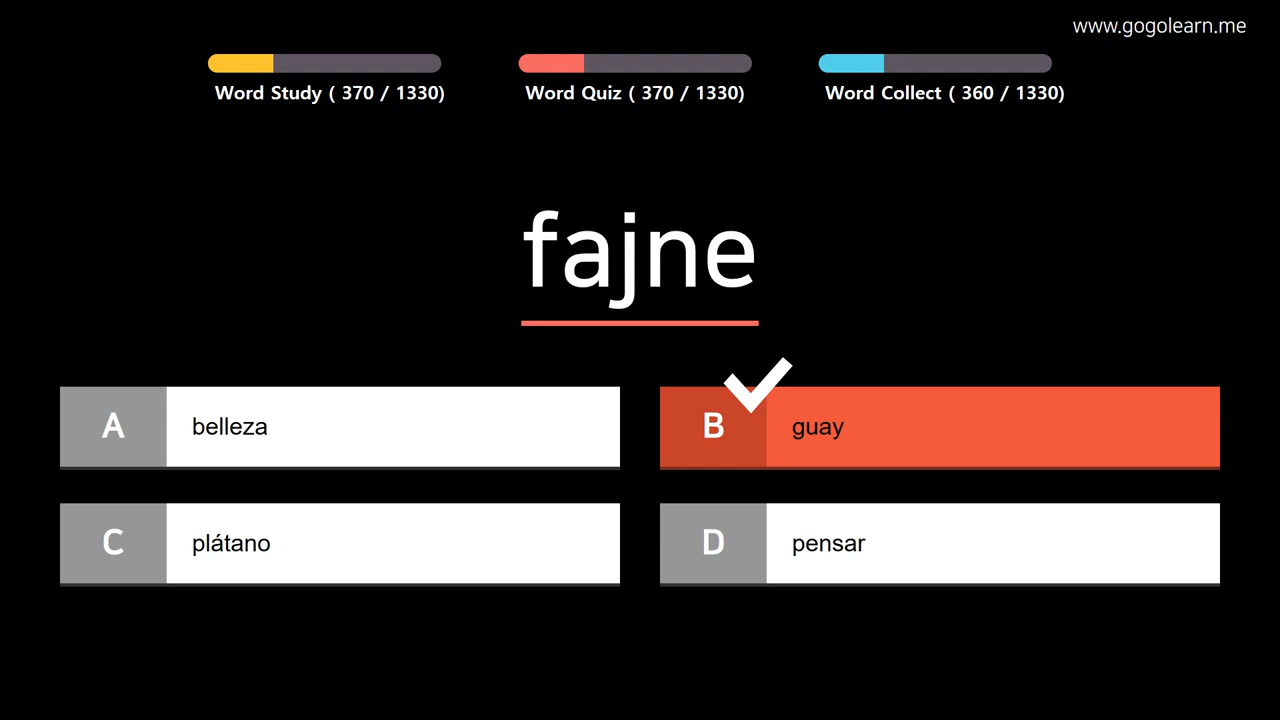 www.gogolearn.me
Word Study ( 370 / 1330)
Word Quiz ( 370 / 1330)
Word Collect ( 360 / 1330)
fajne
A belleza
B guay
C plátano
D pensar